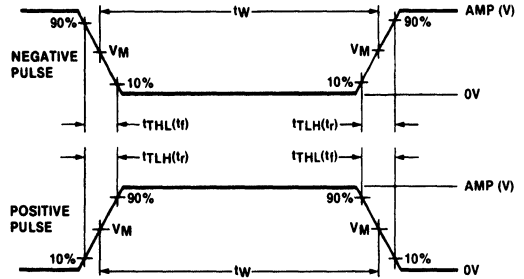 tW
AMP (V)
90%
90%
NEGATIVE
PULSE
VM
VM
10%
10%
0V
tTHL(tf)
tTLH(tr)
tTLH(tr)
tTHL(tf)
AMP (V)
90%
90%
POSITIVE
PULSE
VM
VM
10%
10%
0V
tW